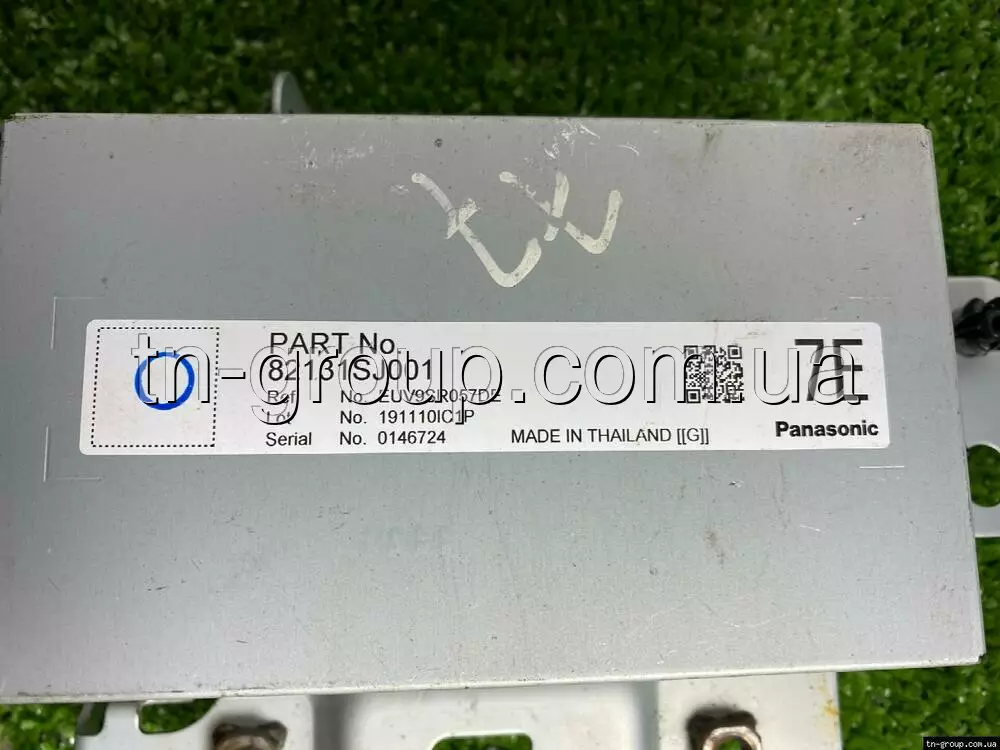 PART No.
82131SJ001
Ref. No. EUV9SR057DE
Lot No. 191110IC1P
Serial No. 0146724
MADE IN THAILAND [[G]]
7E
Panasonic
tn-group.com.ua
tn-group.com.ua